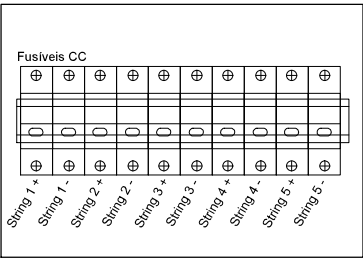 Fusíveis CC
String 1 +
String 1 -
String 2 +
String 2 -
String 3 +
String 3 -
String 4 +
String 4 -
String 5 +
String 5 -